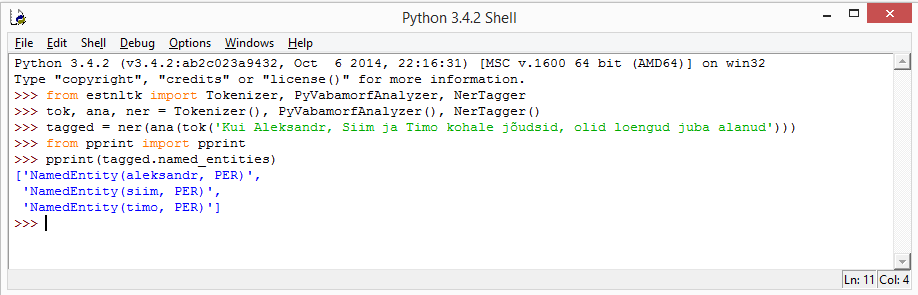 Python 3.4.2 Shell
File Edit Shell Debug Options Windows Help
Python 3.4.2 (v3.4.2:ab2c023a9432, Oct  6 2014, 22:16:31) [MSC v.1600 64 bit (AMD64)] on win32
Type "copyright", "credits" or "license()" for more information.
>>> from estnltk import Tokenizer, PyVabamorfAnalyzer, NerTagger
>>> tok, ana, ner = Tokenizer(), PyVabamorfAnalyzer(), NerTagger()
>>> tagged = ner(ana(tok('Kui Aleksandr, Siim ja Timo kohale jõudsid, olid loengud juba alanud')))
>>> from pprint import pprint
>>> pprint(tagged.named_entities)
['NamedEntity(aleksandr, PER)',
 'NamedEntity(siim, PER)',
 'NamedEntity(timo, PER)']
>>>
Ln: 11 Col: 4